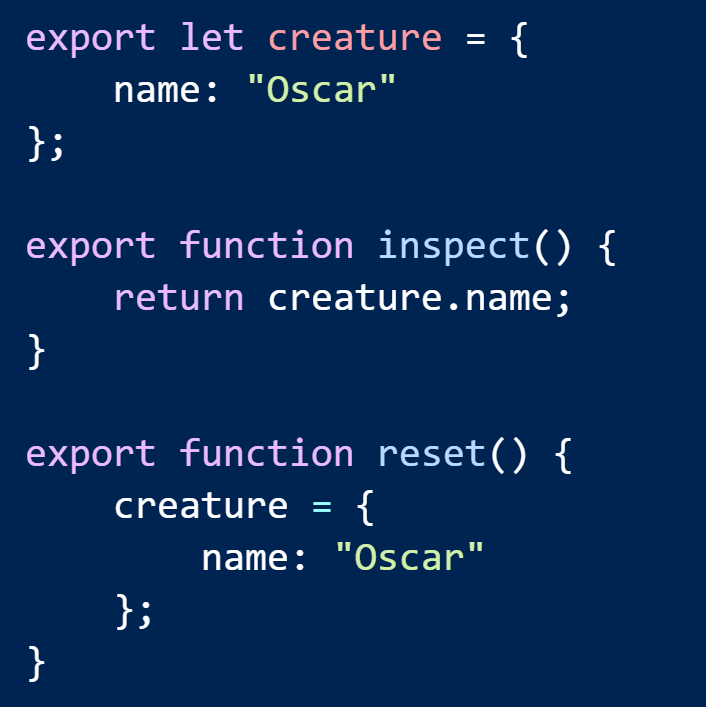 export let creature = {
    name: "Oscar"
};

export function inspect() {
    return creature.name;
}

export function reset() {
    creature = {
        name: "Oscar"
    };
}